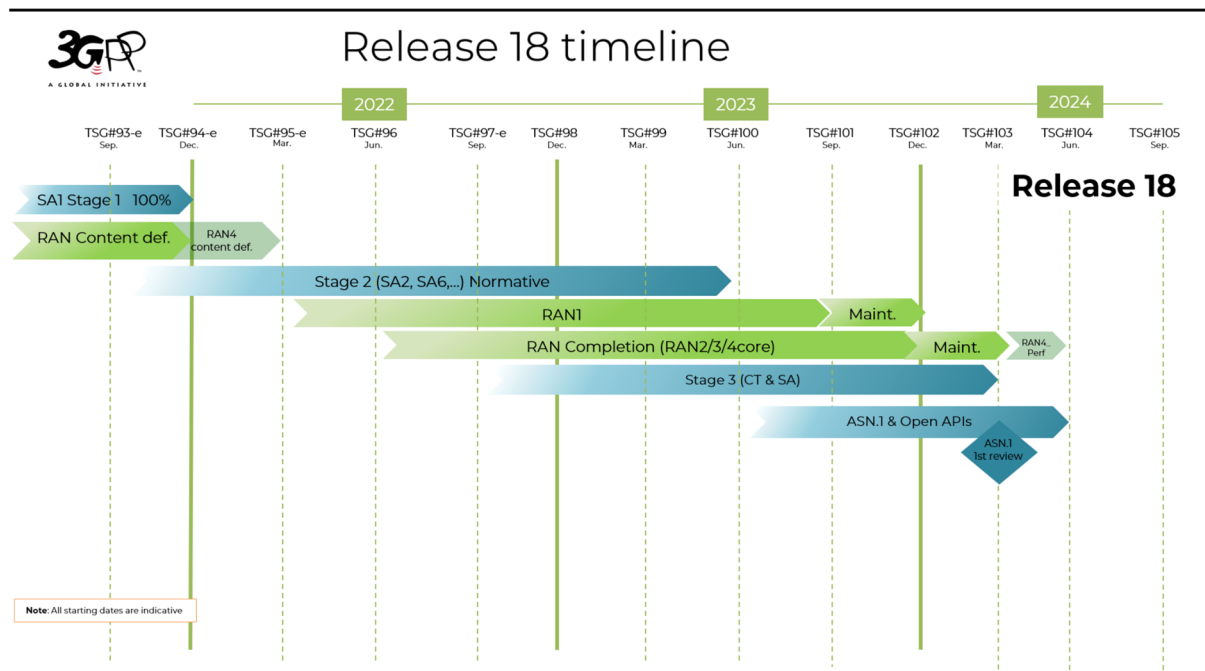 3GPP
A GLOBAL INITIATIVE
Release 18 timeline
2022
2023
2024
TSG#93-e
Sep.
TSG#94-e
Dec.
TSG#95-e
Mar.
TSG#96
Jun.
TSG#97-e
Sep.
TSG#98
Dec.
TSG#99
Mar.
TSG#100
Jun.
TSG#101
Sep.
TSG#102
Dec.
TSG#103
Mar.
TSG#104
Jun.
TSG#105
Sep.
Release 18
SA1 Stage 1 100%
RAN Content def.
RAN4
content def.
Stage 2 (SA2, SA6,...) Normative
RAN1
Maint.
RAN Completion (RAN2/3/4core)
Maint.
RAN4_
Perf
Stage 3 (CT & SA)
ASN.1 & Open APIs
ASN.1
1st review
Note: All starting dates are indicative